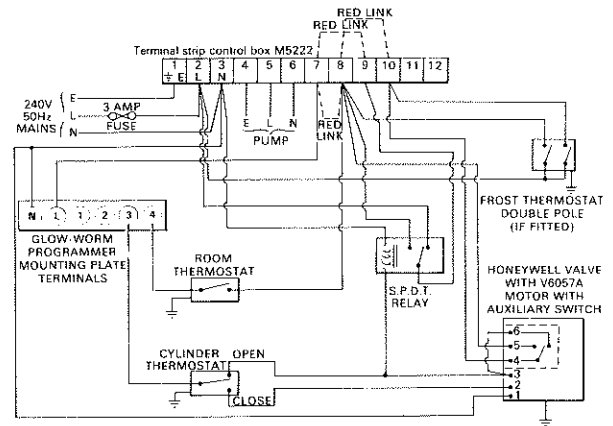 RED LINK
RED LINK
Terminal strip control box M5222
1 2 3 4 5 6 7 8 9 10 11 12
E L N
240V
50Hz
MAINS
E
L
N
3 AMP
FUSE
E L N
PUMP
RED
LINK
N L 1 2 3 4
GLOW-WORM
PROGRAMMER
MOUNTING PLATE
TERMINALS
ROOM
THERMOSTAT
S.P.D.T.
RELAY
FROST THERMOSTAT
DOUBLE POLE
(IF FITTED)
HONEYWELL VALVE
WITH V6057A
MOTOR WITH
AUXILIARY SWITCH
6
5
4
3
2
1
CYLINDER
THERMOSTAT
OPEN
CLOSE